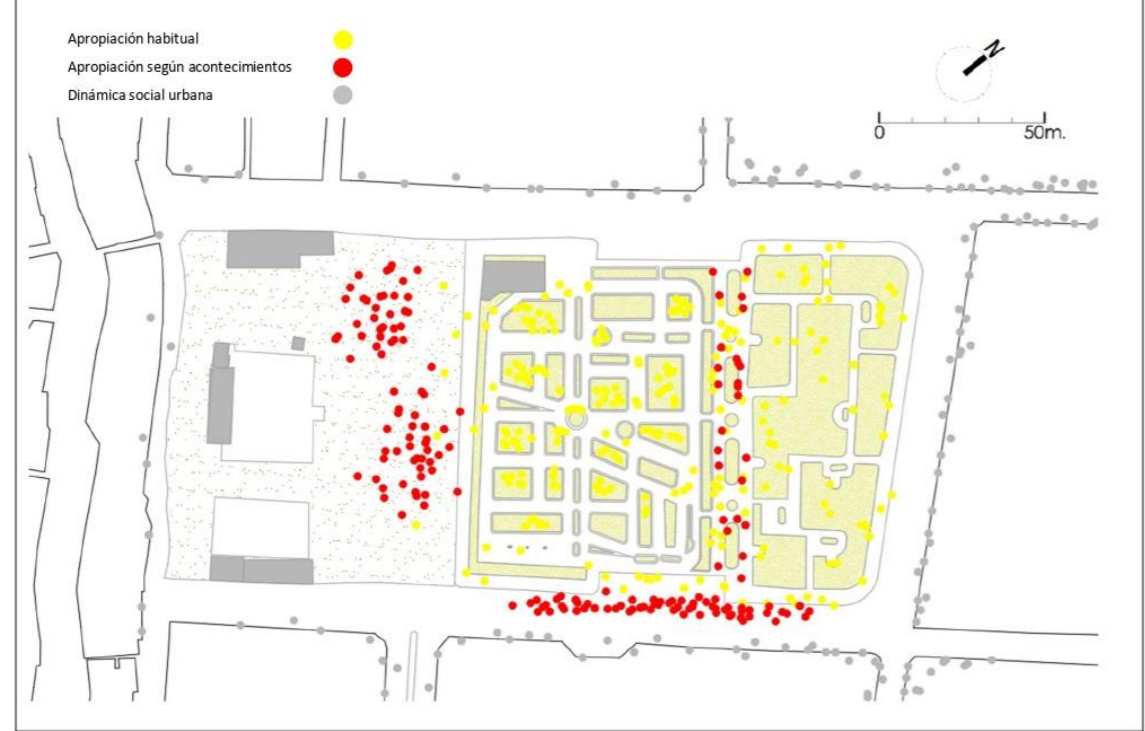 Apropiación habitual
Apropiación según acontecimientos
Dinámica social urbana
N
0 50m.